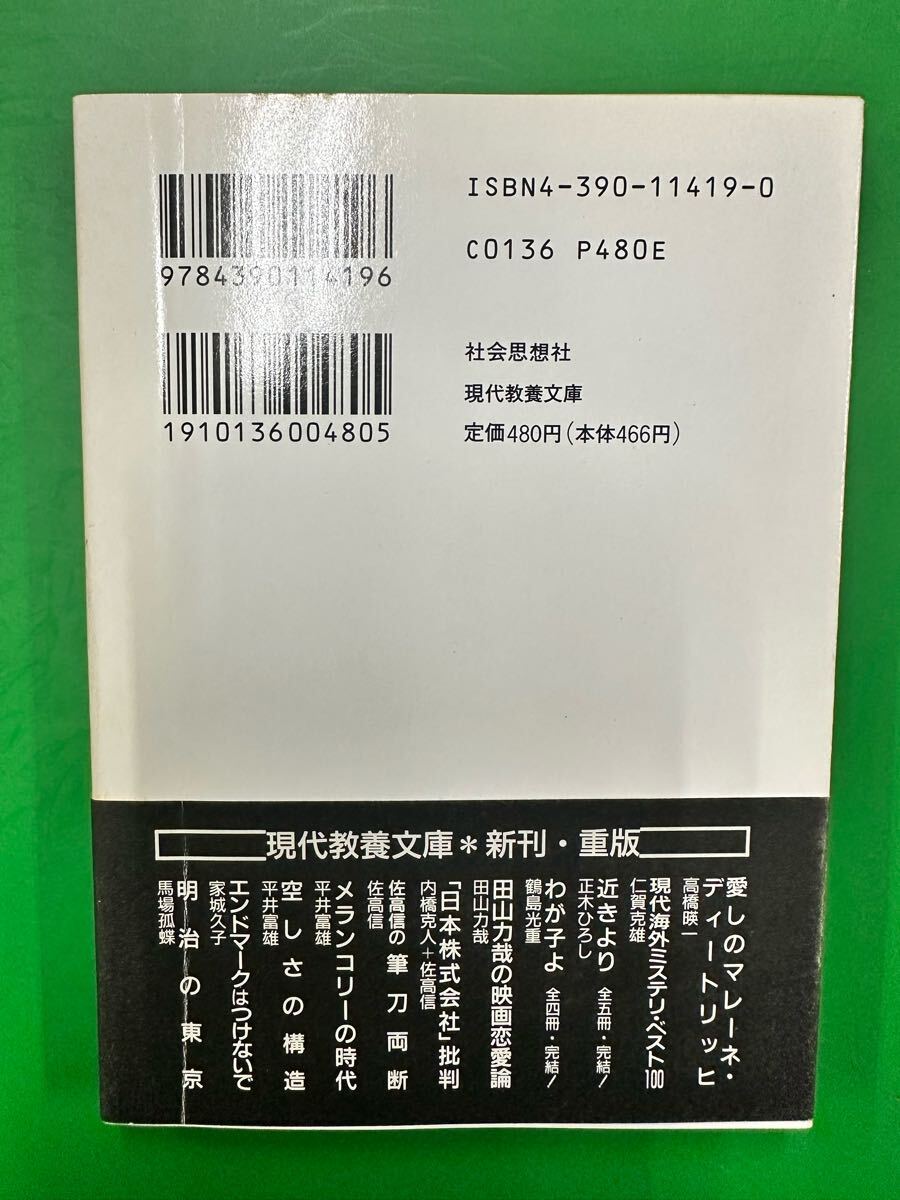 ISBN4-390-11419-0
C0136 P480E
9784390114196
1910136004805
社会思想社
現代教養文庫
定価480円(本体466円)
現代教養文庫*新刊・重版
愛しのマレーネ・
ディートリッヒ
高橋暎一
現代海外ミステリ・ベスト100
仁賀克雄
近きより 全五冊・完結!
正木ひろし
わが子よ 全四冊・完結!
鶴島光重
田山力哉の映画恋愛論
田山力哉
「日本株式会社」批判
内橋克人+佐高信
佐高信の筆刀両断
佐高信
メランコリーの時代
平井富雄
空しさの構造
平井富雄
エンドマークはつけないで
家城久子
明治の東京
馬場孤蝶